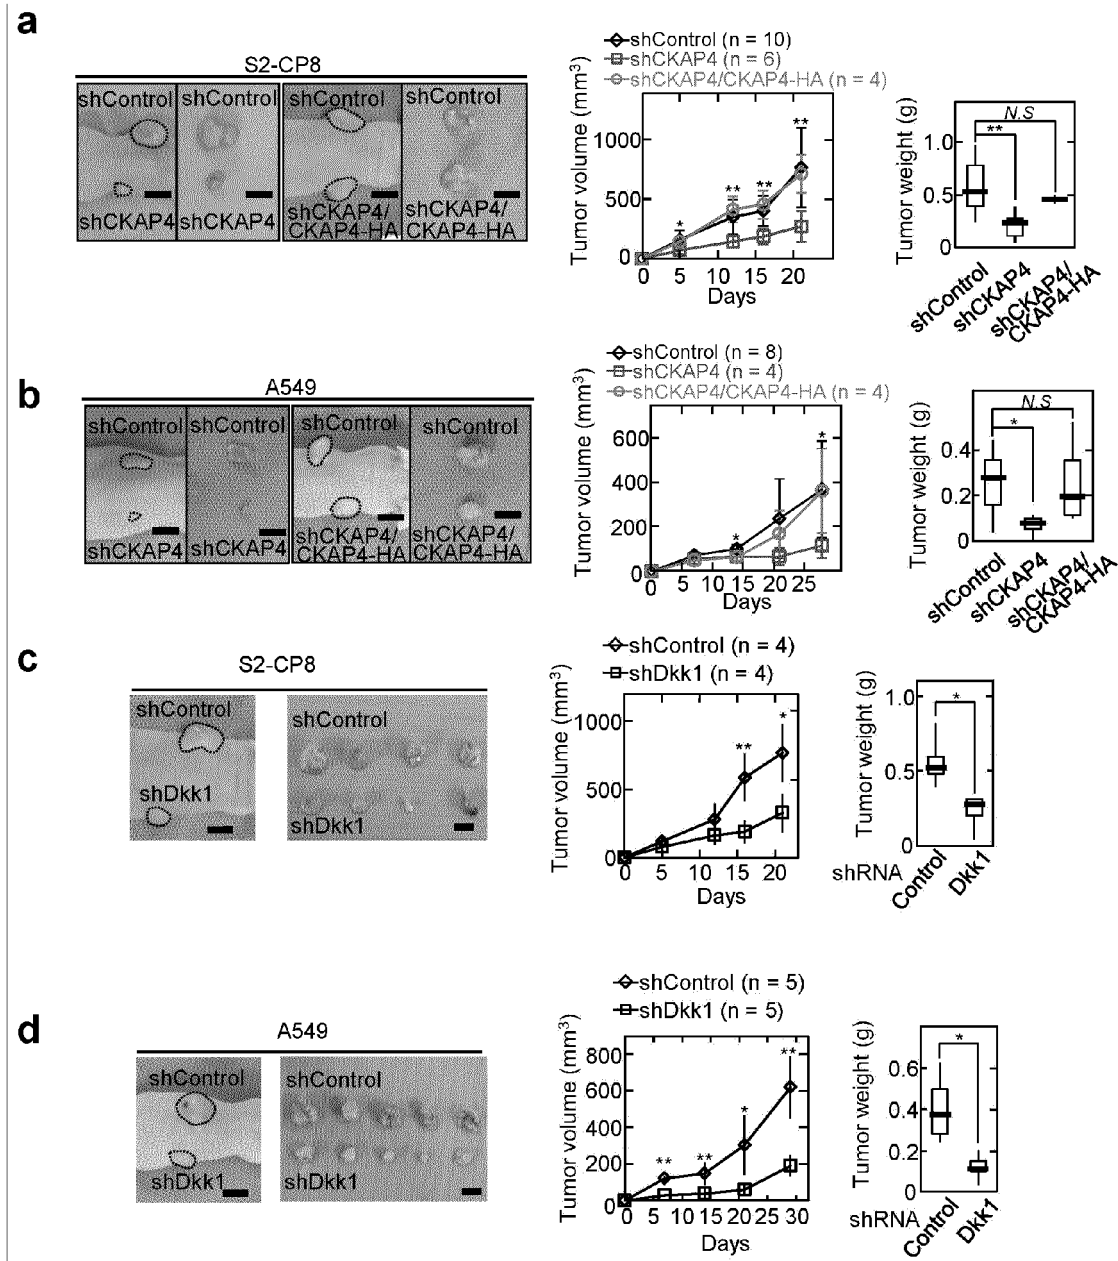 a
S2-CP8
shControl
shControl
shControl
shControl
shCKAP4
shCKAP4
shCKAP4/
CKAP4-HA
shCKAP4/
CKAP4-HA
shControl (n = 10)
shCKAP4 (n = 6)
shCKAP4/CKAP4-HA (n = 4)
Tumor volume (mm³)
1000
500
0
*
**
**
**
0 5 10 15 20
Days
Tumor weight (g)
1.0
0.5
0
N.S
**
shControl
shCKAP4
shCKAP4/
CKAP4-HA
b
A549
shControl
shControl
shControl
shControl
shCKAP4
shCKAP4
shCKAP4/
CKAP4-HA
shCKAP4/
CKAP4-HA
shControl (n = 8)
shCKAP4 (n = 4)
shCKAP4/CKAP4-HA (n = 4)
Tumor volume (mm³)
600
400
200
0
*
*
0 5 10 15 20 25
Days
Tumor weight (g)
0.4
0.2
0
N.S
*
shControl
shCKAP4
shCKAP4/
CKAP4-HA
c
S2-CP8
shControl
shDkk1
shControl
shDkk1
shControl (n = 4)
shDkk1 (n = 4)
Tumor volume (mm³)
1000
500
0
**
*
0 5 10 15 20
Days
Tumor weight (g)
1.0
0.5
0
*
shRNA
Control
Dkk1
d
A549
shControl
shDkk1
shControl
shDkk1
shControl (n = 5)
shDkk1 (n = 5)
Tumor volume (mm³)
800
600
400
200
0
**
**
*
**
0 5 10 15 20 25 30
Days
Tumor weight (g)
0.6
0.4
0.2
0
*
shRNA
Control
Dkk1